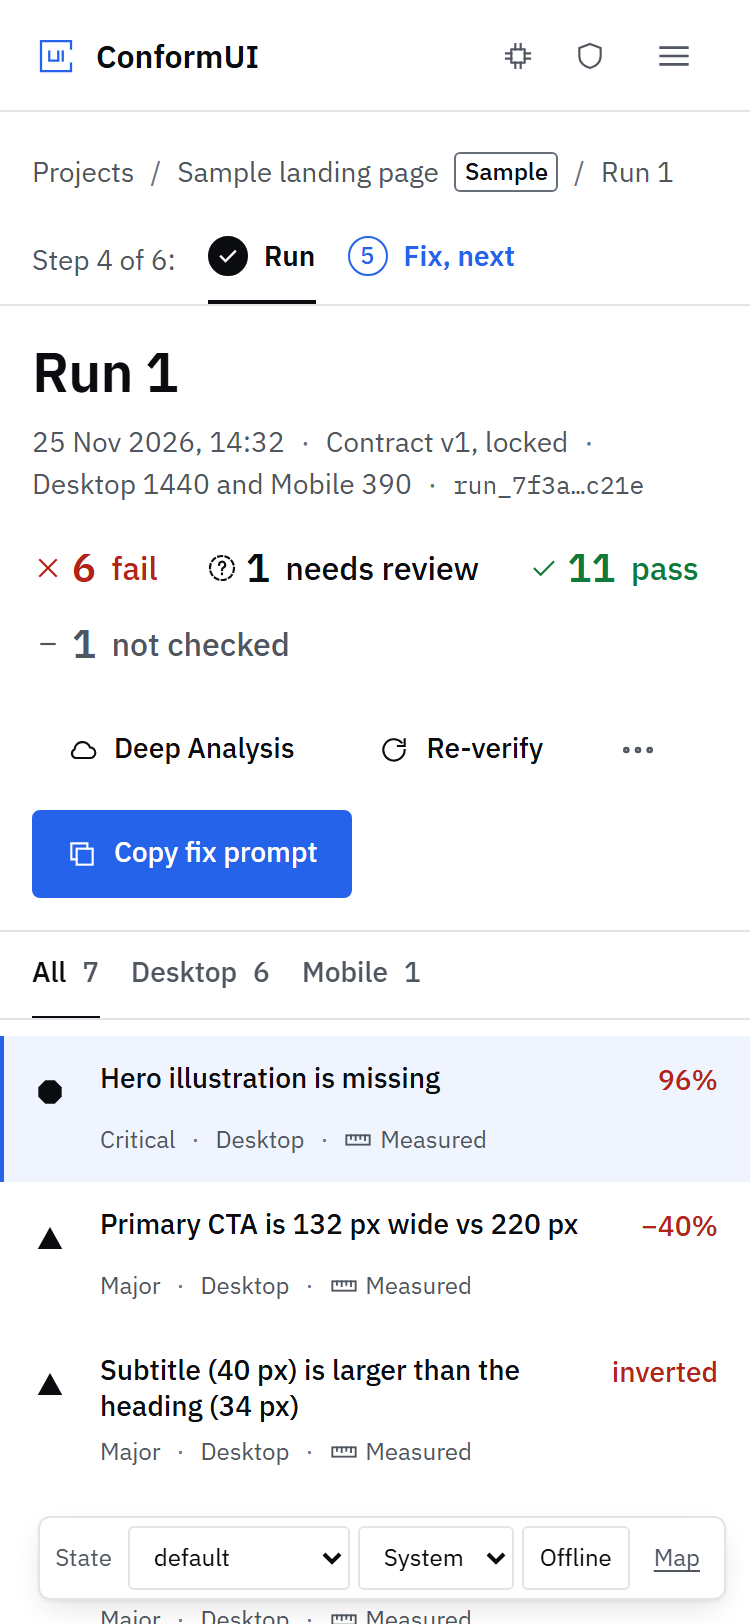 ConformUI
Projects / Sample landing page Sample / Run 1
Step 4 of 6: Run 5 Fix, next
Run 1
25 Nov 2026, 14:32 · Contract v1, locked ·
Desktop 1440 and Mobile 390 · run_7f3a…c21e
6 fail 1 needs review 11 pass
– 1 not checked
Deep Analysis Re-verify
Copy fix prompt
All 7 Desktop 6 Mobile 1
Hero illustration is missing 96%
Critical · Desktop · Measured
Primary CTA is 132 px wide vs 220 px −40%
Major · Desktop · Measured
Subtitle (40 px) is larger than the inverted
heading (34 px)
Major · Desktop · Measured
State default System Offline Map
Major · Desktop · Measured